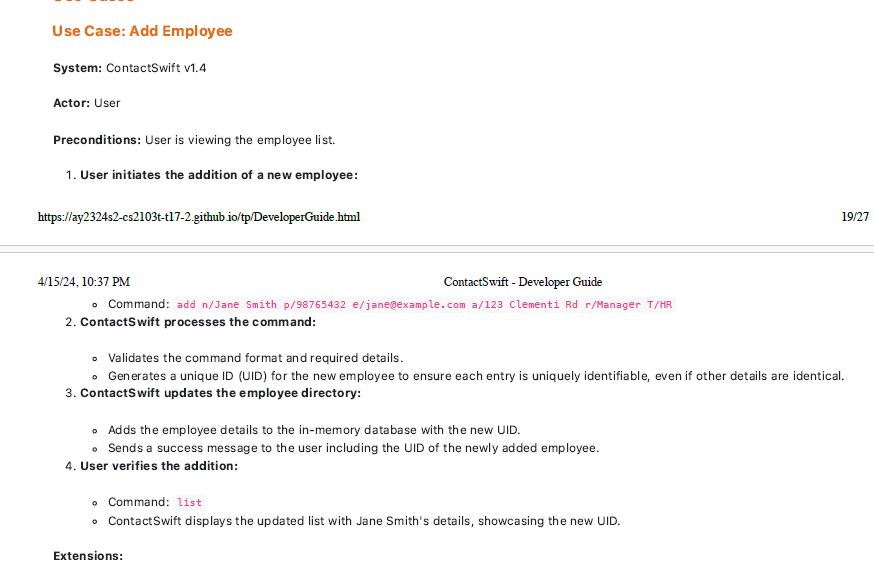 Use Cases
Use Case: Add Employee
System: ContactSwift v1.4
Actor: User
Preconditions: User is viewing the employee list.
1. User initiates the addition of a new employee:
https://ay2324s2-cs2103t-t17-2.github.io/tp/DeveloperGuide.html 19/27
4/15/24, 10:37 PM ContactSwift - Developer Guide
Command: add n/Jane Smith p/98765432 e/jane@example.com a/123 Clementi Rd r/Manager T/HR
2. ContactSwift processes the command:
Validates the command format and required details.
Generates a unique ID (UID) for the new employee to ensure each entry is uniquely identifiable, even if other details are identical.
3. ContactSwift updates the employee directory:
Adds the employee details to the in-memory database with the new UID.
Sends a success message to the user including the UID of the newly added employee.
4. User verifies the addition:
Command: list
ContactSwift displays the updated list with Jane Smith's details, showcasing the new UID.
Extensions: